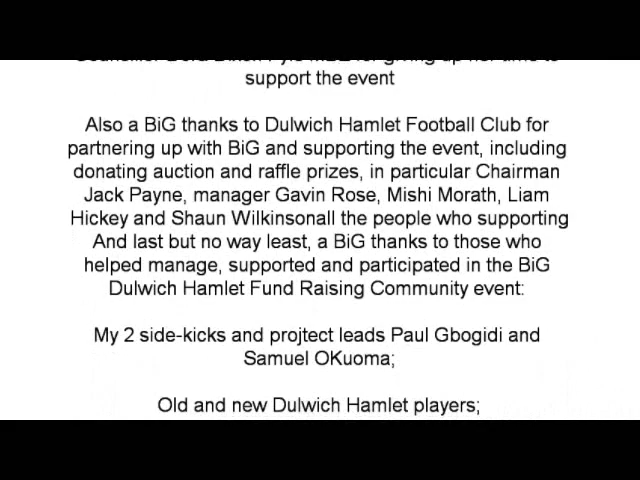 support the event
Also a BiG thanks to Dulwich Hamlet Football Club for
partnering up with BiG and supporting the event, including
donating auction and raffle prizes, in particular Chairman
Jack Payne, manager Gavin Rose, Mishi Morath, Liam
Hickey and Shaun Wilkinsonall the people who supporting
And last but no way least, a BiG thanks to those who
helped manage, supported and participated in the BiG
Dulwich Hamlet Fund Raising Community event:
My 2 side-kicks and projtect leads Paul Gbogidi and
Samuel OKuoma;
Old and new Dulwich Hamlet players;